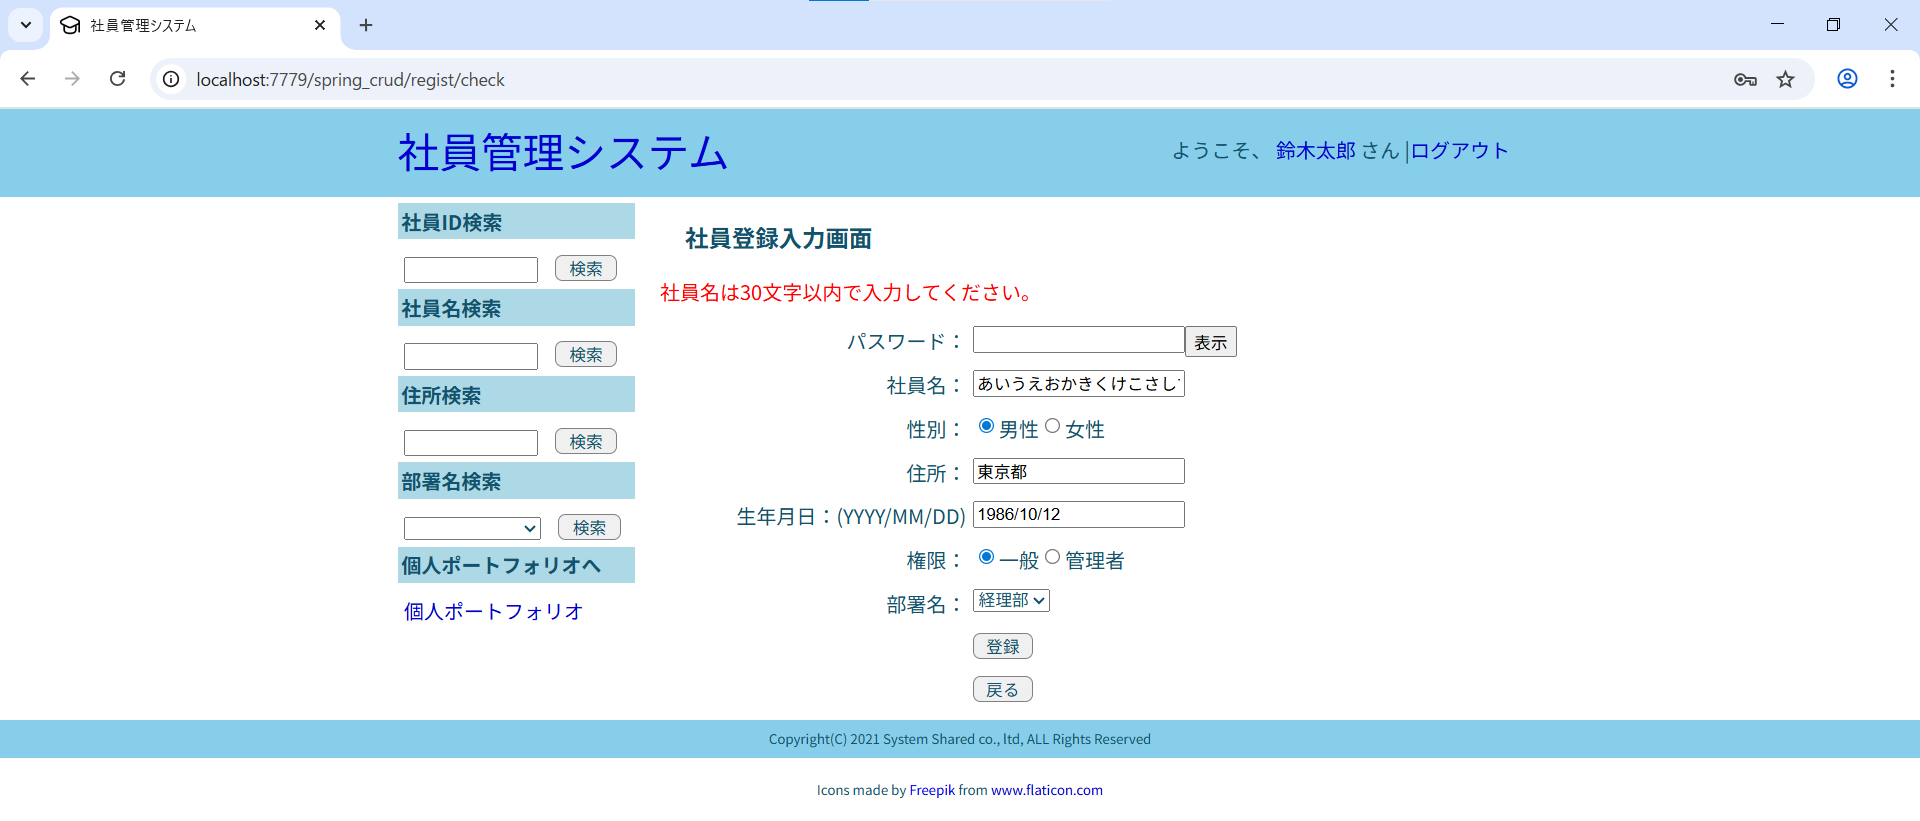 社員管理システム
localhost:7779/spring_crud/regist/check
社員管理システム
ようこそ、 鈴木太郎 さん |ログアウト
社員ID検索
検索
社員名検索
検索
住所検索
検索
部署名検索
検索
個人ポートフォリオへ
個人ポートフォリオ
社員登録入力画面
社員名は30文字以内で入力してください。
パスワード： 表示
社員名： あいうえおかきくけこさし
性別： 男性 女性
住所： 東京都
生年月日：(YYYY/MM/DD) 1986/10/12
権限： 一般 管理者
部署名： 経理部
登録
戻る
Copyright(C) 2021 System Shared co., ltd, ALL Rights Reserved
Icons made by Freepik from www.flaticon.com